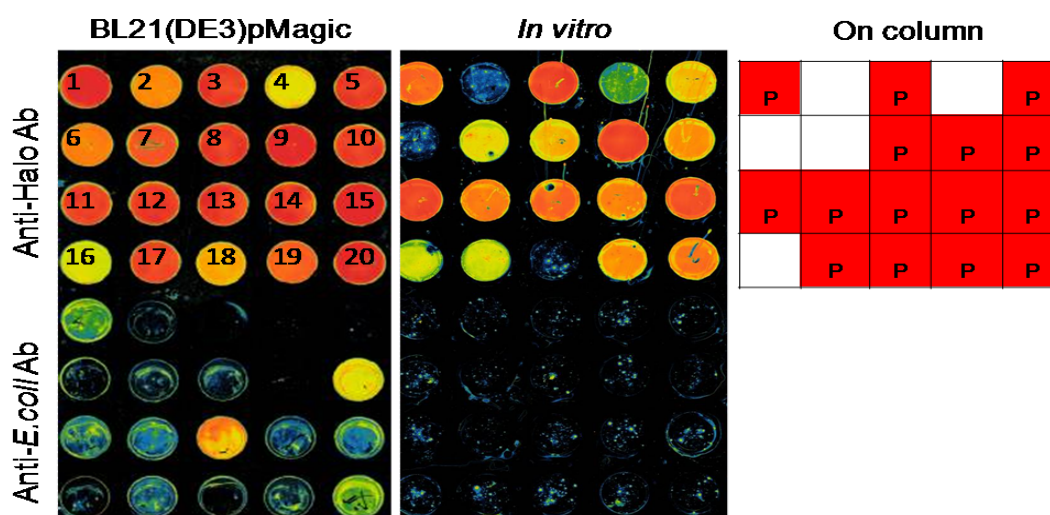 BL21(DE3)pMagic
In vitro
On column
Anti-Halo Ab
1 2 3 4 5
6 7 8 9 10
11 12 13 14 15
16 17 18 19 20
P P P
P P P
P P P P P
P P P P
Anti-E.coli Ab